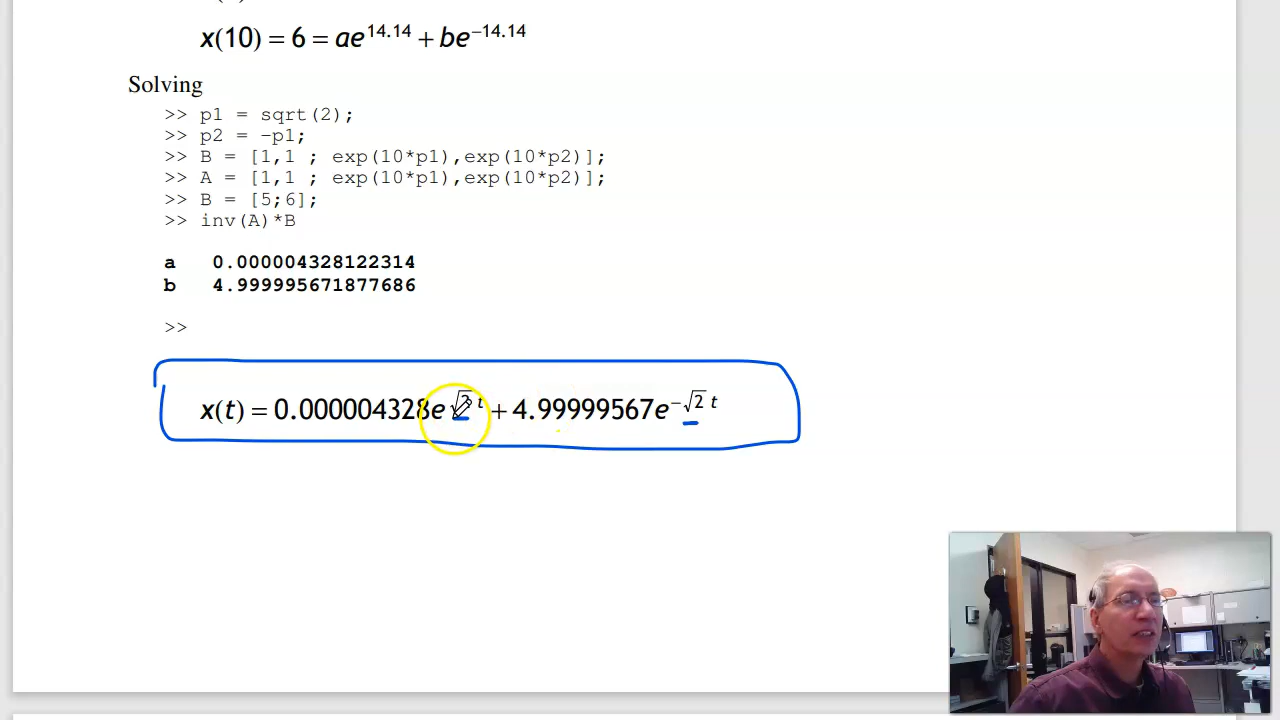 x(10) = 6 = ae^14.14 + be^−14.14
Solving
>> p1 = sqrt(2);
>> p2 = -p1;
>> B = [1,1 ; exp(10*p1),exp(10*p2)];
>> A = [1,1 ; exp(10*p1),exp(10*p2)];
>> B = [5;6];
>> inv(A)*B
a 0.000004328122314
b 4.999995671877686
>>
x(t) = 0.000004328e^√2 t + 4.99999567e^−√2 t